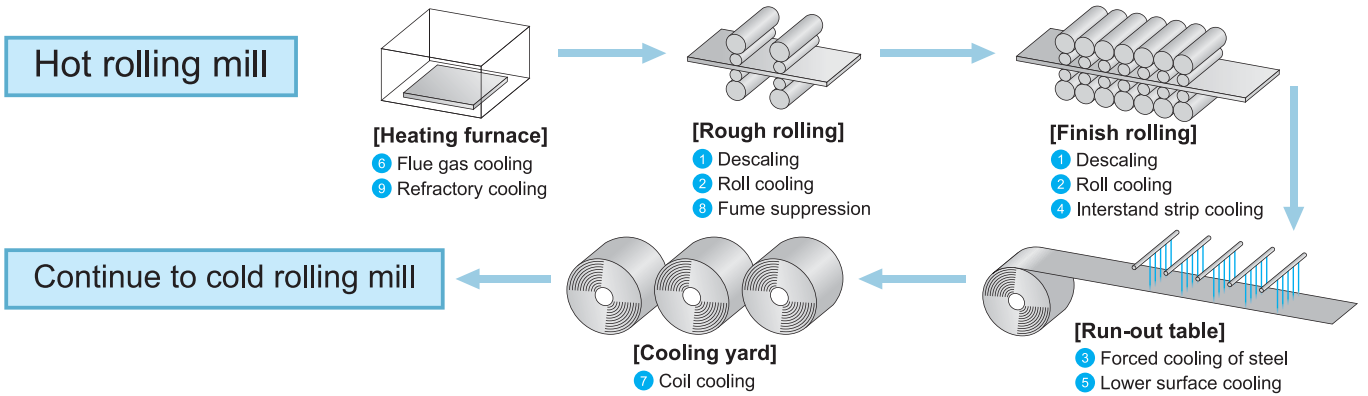 Hot rolling mill
[Heating furnace]
6 Flue gas cooling
9 Refractory cooling
[Rough rolling]
1 Descaling
2 Roll cooling
8 Fume suppression
[Finish rolling]
1 Descaling
2 Roll cooling
4 Interstand strip cooling
[Run-out table]
3 Forced cooling of steel
5 Lower surface cooling
[Cooling yard]
7 Coil cooling
Continue to cold rolling mill